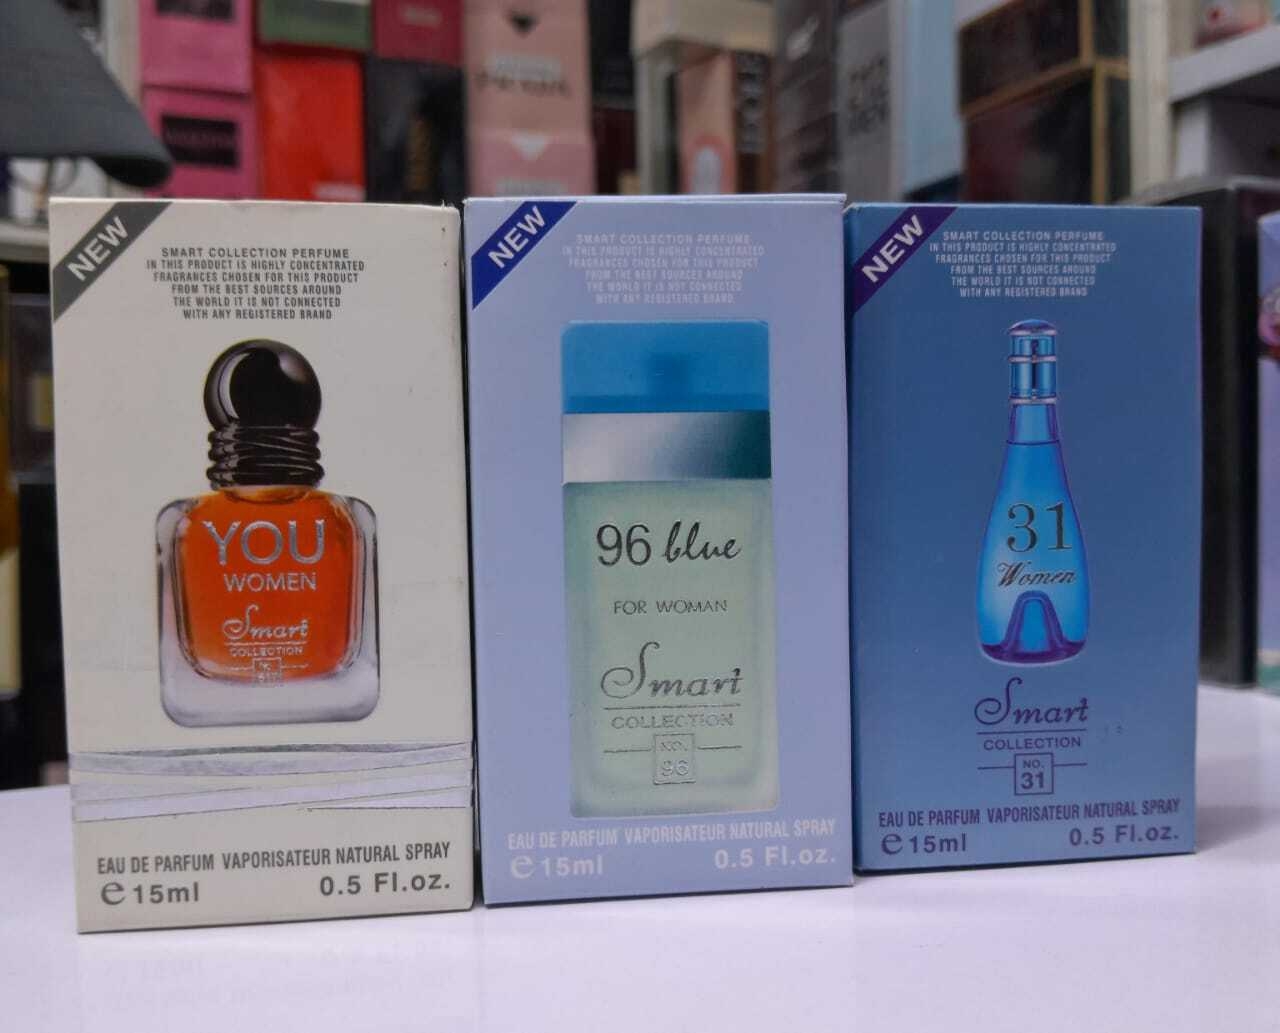 NEW
SMART COLLECTION PERFUME
IN THIS PRODUCT IS HIGHLY CONCENTRATED
FRAGRANCES CHOSEN FOR THIS PRODUCT
FROM THE BEST SOURCES AROUND
THE WORLD IT IS NOT CONNECTED
WITH ANY REGISTERED BRAND
YOU
WOMEN
Smart
COLLECTION
NO.
EAU DE PARFUM VAPORISATEUR NATURAL SPRAY
e 15ml 0.5 Fl.oz.
NEW
SMART COLLECTION PERFUME
IN THIS PRODUCT IS HIGHLY CONCENTRATED
FRAGRANCES CHOSEN FOR THIS PRODUCT
FROM THE BEST SOURCES AROUND
THE WORLD IT IS NOT CONNECTED
WITH ANY REGISTERED BRAND
96 blue
FOR WOMAN
Smart
COLLECTION
NO.
96
EAU DE PARFUM VAPORISATEUR NATURAL SPRAY
e 15ml 0.5 Fl.oz.
NEW
SMART COLLECTION PERFUME
IN THIS PRODUCT IS HIGHLY CONCENTRATED
FRAGRANCES CHOSEN FOR THIS PRODUCT
FROM THE BEST SOURCES AROUND
THE WORLD IT IS NOT CONNECTED
WITH ANY REGISTERED BRAND
31
Women
Smart
COLLECTION
NO.
31
EAU DE PARFUM VAPORISATEUR NATURAL SPRAY
e 15ml 0.5 Fl.oz.